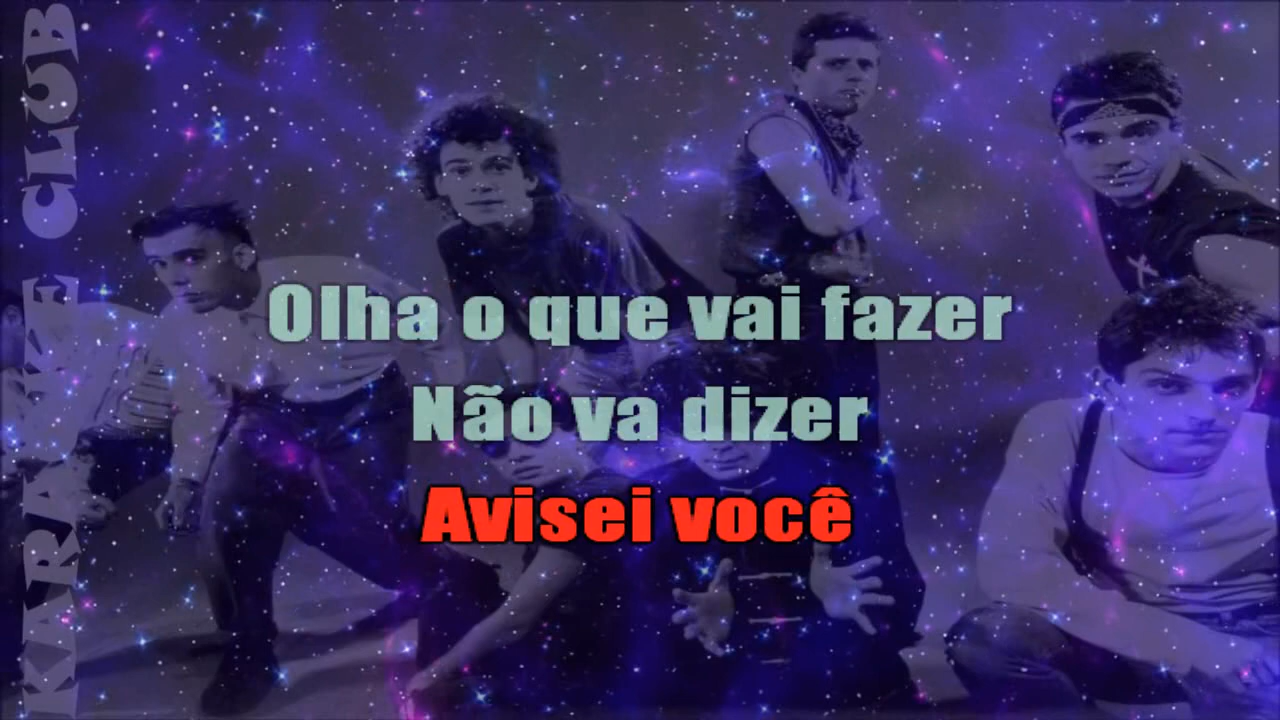 KARAOKE CLUB
Olha o que vai fazer
Não va dizer
Avisei você